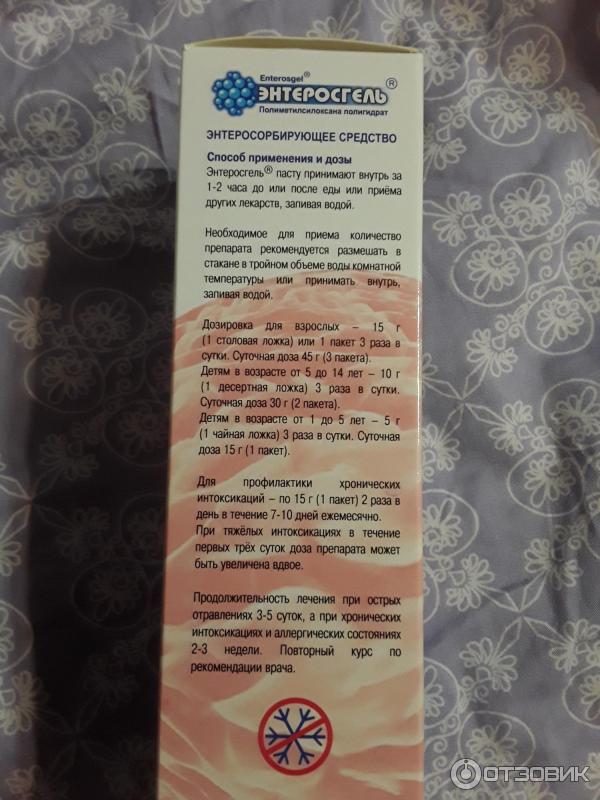 Enterosgel®
ЭНТЕРОСГЕЛЬ®
Полиметилсилоксана полигидрат
ЭНТЕРОСОРБИРУЮЩЕЕ СРЕДСТВО
Способ применения и дозы
Энтеросгель® пасту принимают внутрь за
1-2 часа до или после еды или приёма
других лекарств, запивая водой.
Необходимое для приема количество
препарата рекомендуется размешать в
стакане в тройном объеме воды комнатной
температуры или принимать внутрь,
запивая водой.
Дозировка для взрослых – 15 г
(1 столовая ложка) или 1 пакет 3 раза в
сутки. Суточная доза 45 г (3 пакета).
Детям в возрасте от 5 до 14 лет – 10 г
(1 десертная ложка) 3 раза в сутки.
Суточная доза 30 г (2 пакета).
Детям в возрасте от 1 до 5 лет – 5 г
(1 чайная ложка) 3 раза в сутки. Суточная
доза 15 г (1 пакет).
Для профилактики хронических
интоксикаций – по 15 г (1 пакет) 2 раза в
день в течение 7-10 дней ежемесячно.
При тяжёлых интоксикациях в течение
первых трёх суток доза препарата может
быть увеличена вдвое.
Продолжительность лечения при острых
отравлениях 3-5 суток, а при хронических
интоксикациях и аллергических состояниях
2-3 недели. Повторный курс по
рекомендации врача.
ОТЗОВИК